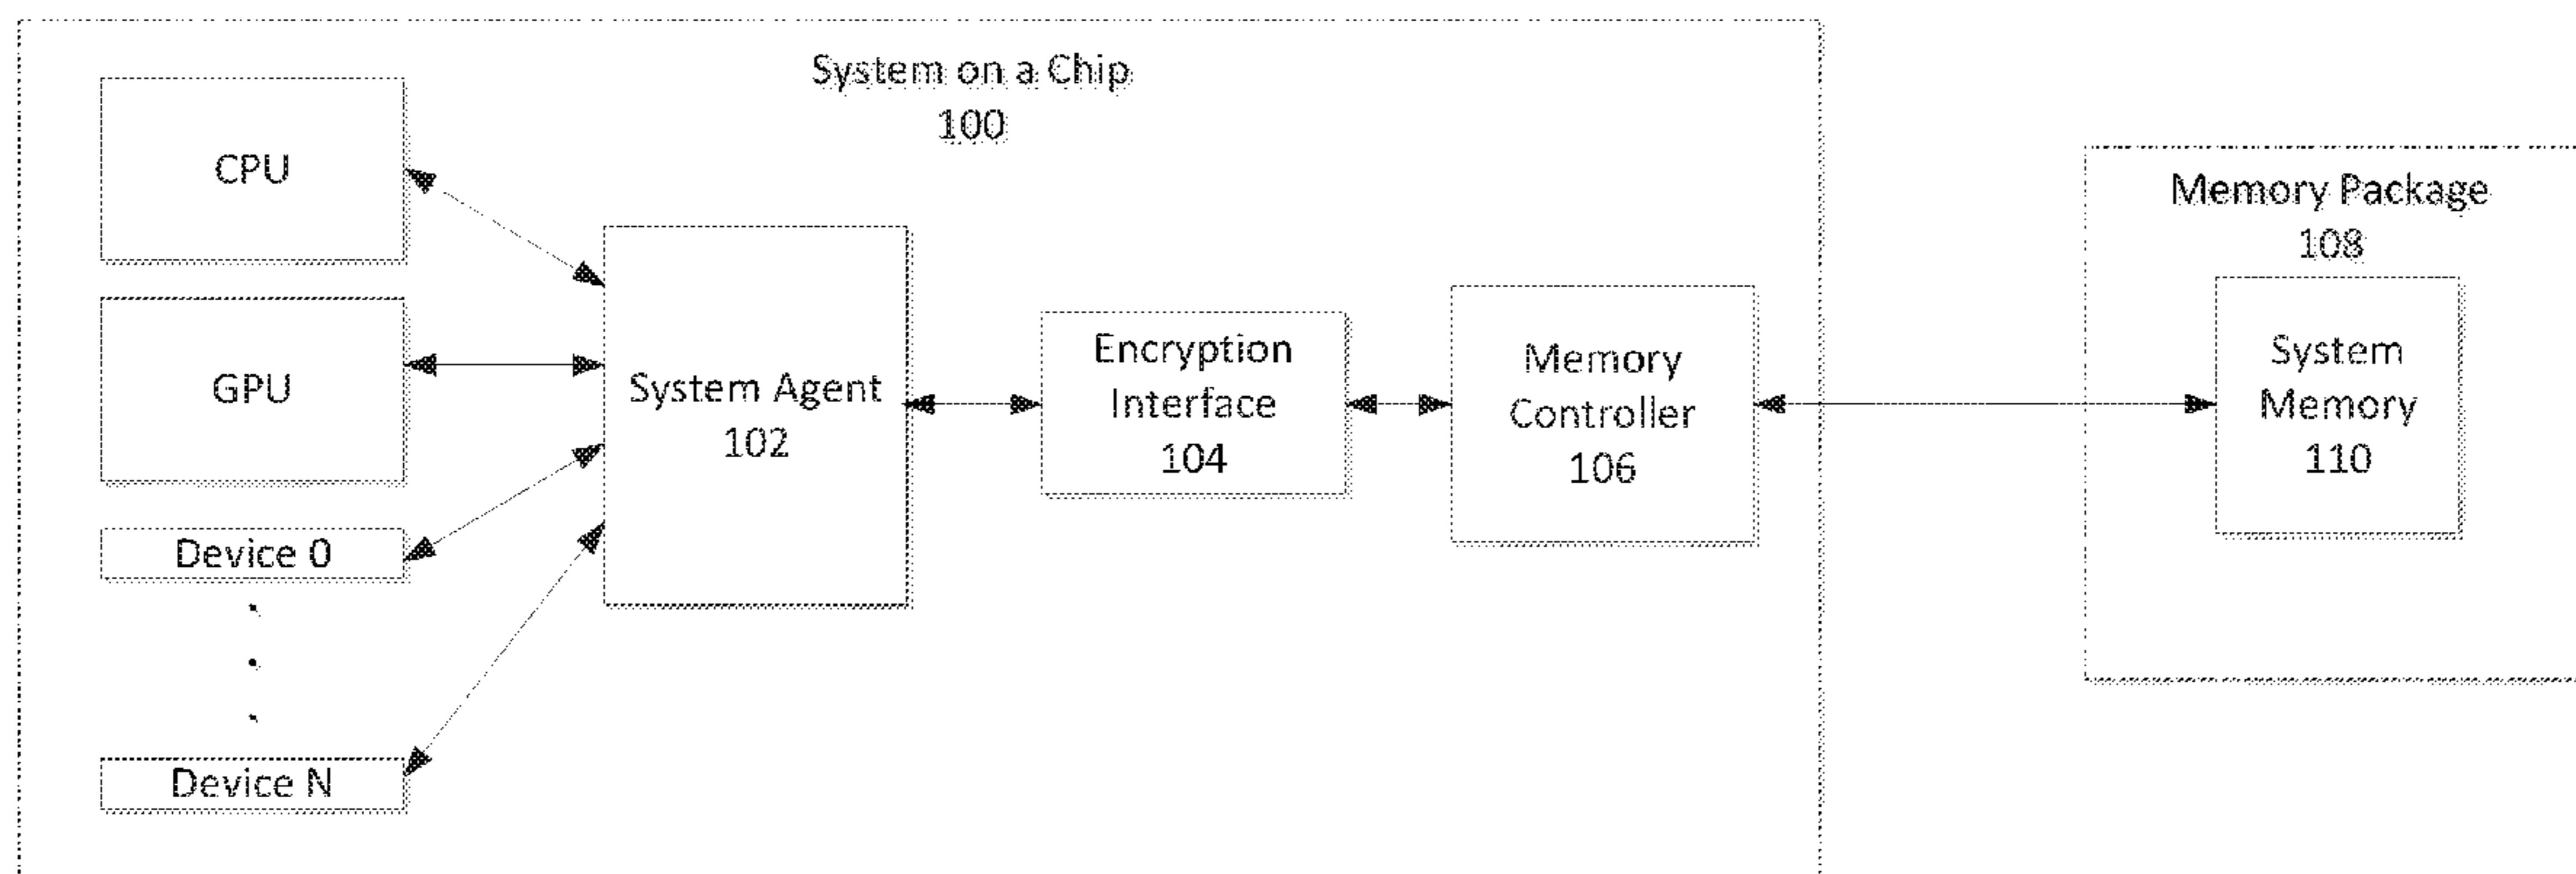 System on a Chip
100
CPU
GPU
Device 0
Device N
System Agent
102
Encryption
Interface
104
Memory
Controller
106
Memory Package
108
System
Memory
110